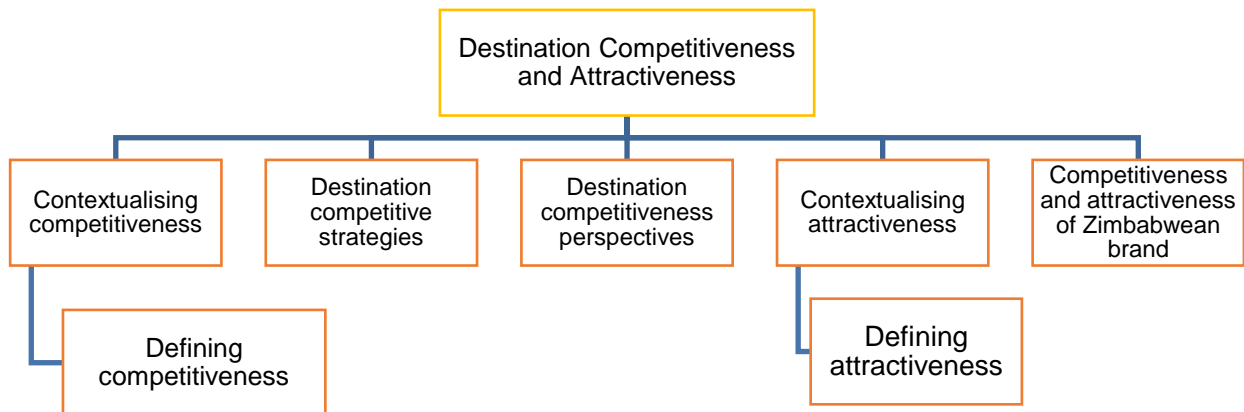 Destination Competitiveness
and Attractiveness
Contextualising
competitiveness
Destination
competitive
strategies
Destination
competitiveness
perspectives
Contextualising
attractiveness
Competitiveness
and attractiveness
of Zimbabwean
brand
Defining
competitiveness
Defining
attractiveness